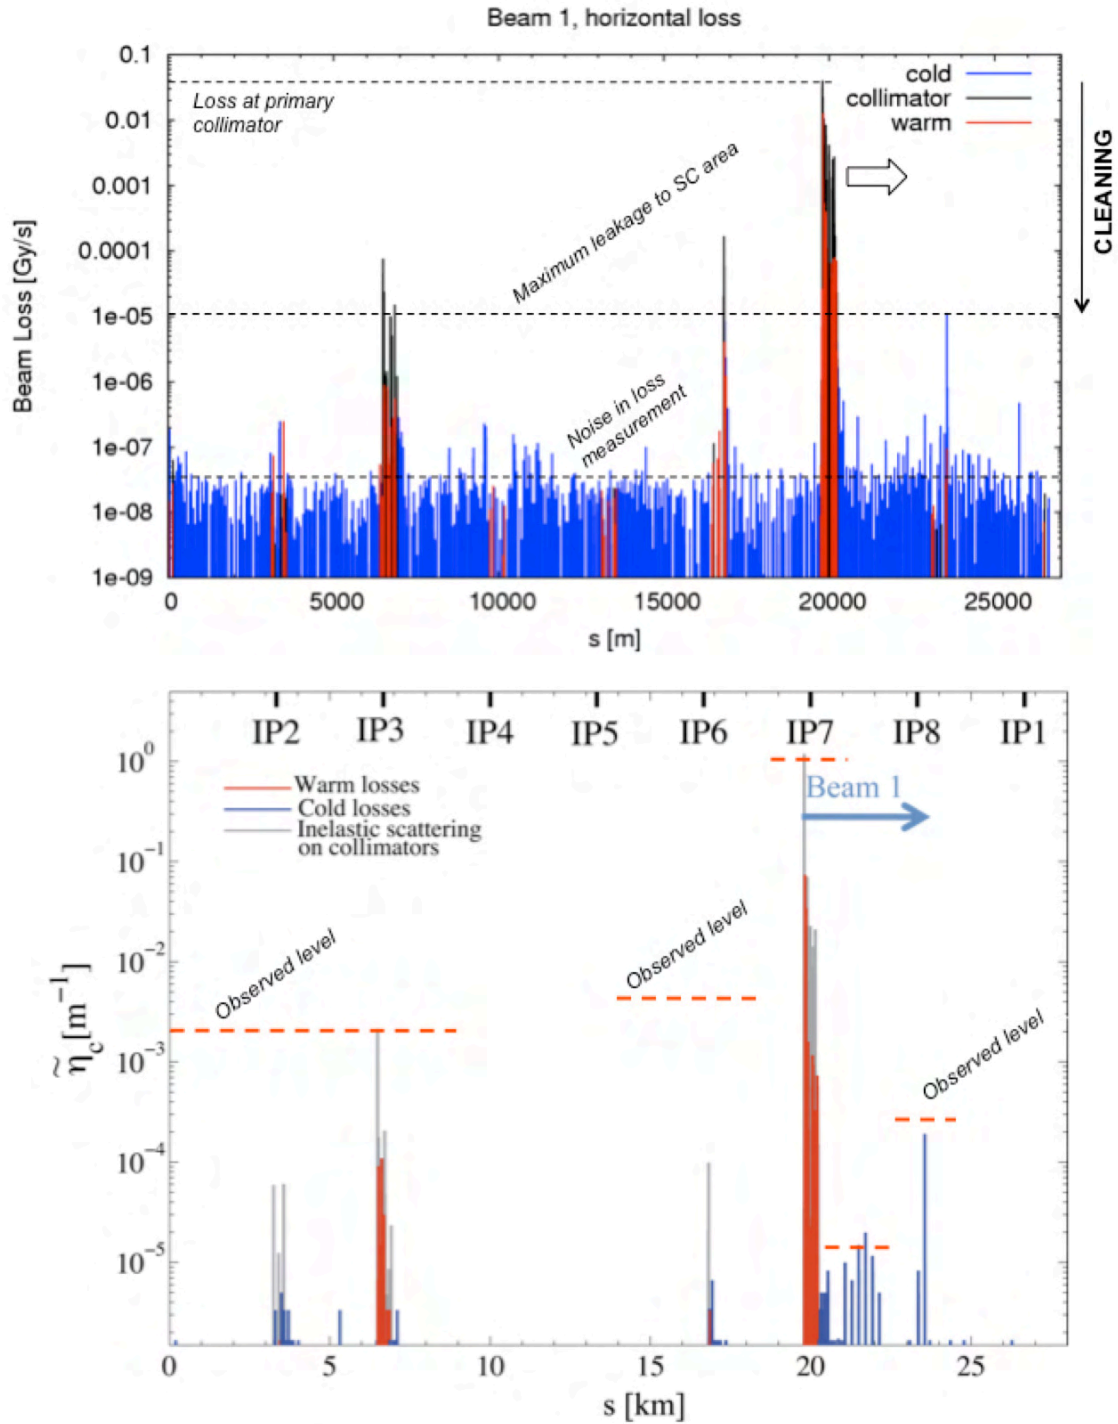 Beam 1, horizontal loss
0.1
Loss at primary
collimator
cold
collimator
warm
0.01
0.001
0.0001
1e-05
1e-06
1e-07
1e-08
1e-09
Beam Loss [Gy/s]
Maximum leakage to SC area
Noise in loss
measurement
CLEANING
0 5000 10000 15000 20000 25000
s [m]
IP2 IP3 IP4 IP5 IP6 IP7 IP8 IP1
Warm losses
Cold losses
Inelastic scattering
on collimators
Beam 1
10⁰
10⁻¹
10⁻²
10⁻³
10⁻⁴
10⁻⁵
η̃c[m⁻¹]
Observed level
Observed level
Observed level
0 5 10 15 20 25
s [km]